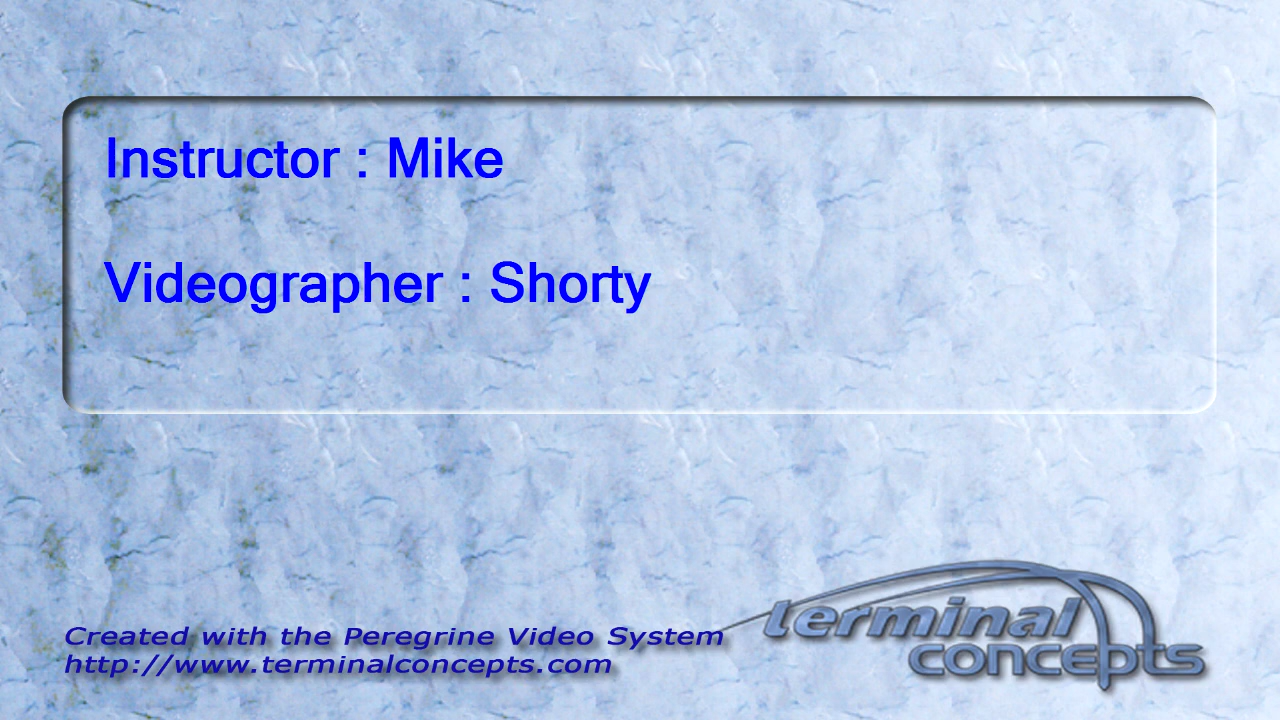 Instructor : Mike
Videographer : Shorty
Created with the Peregrine Video System
http://www.terminalconcepts.com
terminal
concepts